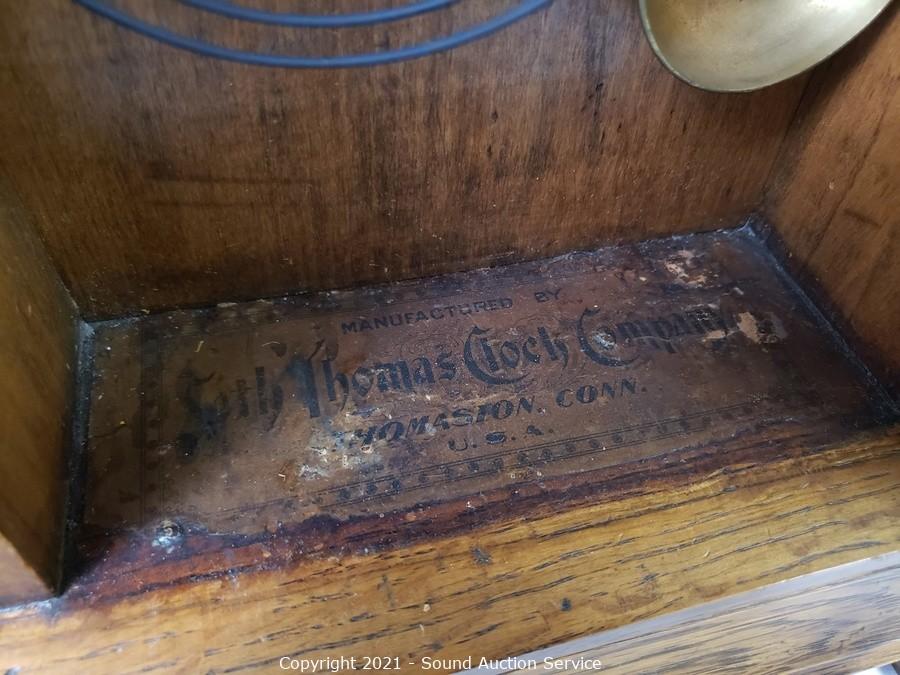 MANUFACTURED BY
Seth Thomas Clock Company
THOMASTON, CONN.
U.S.A.
Copyright 2021 - Sound Auction Service